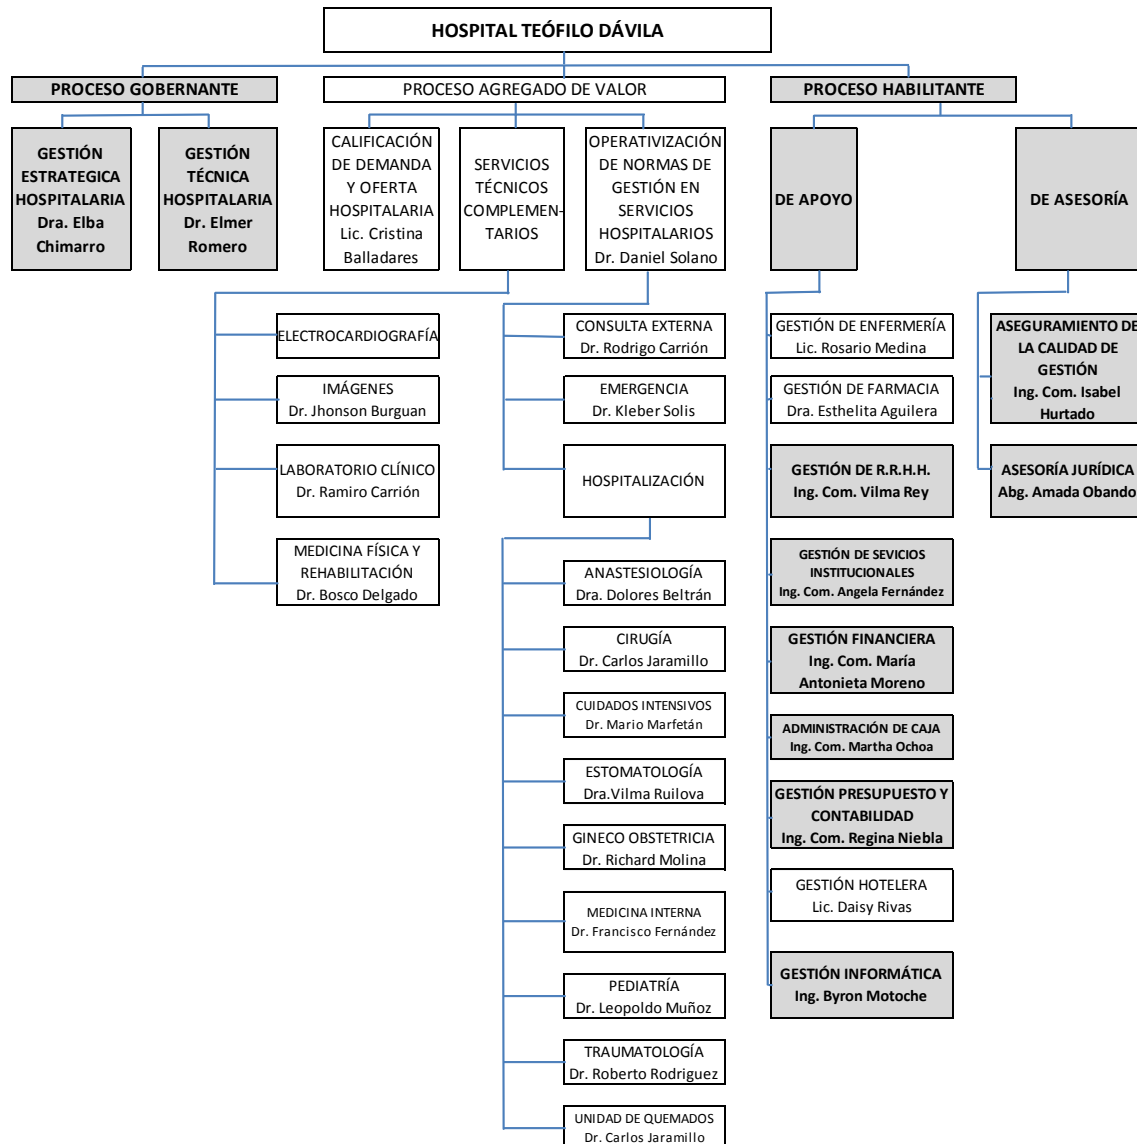 HOSPITAL TEÓFILO DÁVILA
PROCESO GOBERNANTE
PROCESO AGREGADO DE VALOR
PROCESO HABILITANTE
GESTIÓN
ESTRATEGICA
HOSPITALARIA
Dra. Elba
Chimarro
GESTIÓN
TÉCNICA
HOSPITALARIA
Dr. Elmer
Romero
CALIFICACIÓN
DE DEMANDA
Y OFERTA
HOSPITALARIA
Lic. Cristina
Balladares
SERVICIOS
TÉCNICOS
COMPLEMEN-
TARIOS
OPERATIVIZACIÓN
DE NORMAS DE
GESTIÓN EN
SERVICIOS
HOSPITALARIOS
Dr. Daniel Solano
DE APOYO
DE ASESORÍA
ELECTROCARDIOGRAFÍA
IMÁGENES
Dr. Jhonson Burguan
LABORATORIO CLÍNICO
Dr. Ramiro Carrión
MEDICINA FÍSICA Y
REHABILITACIÓN
Dr. Bosco Delgado
CONSULTA EXTERNA
Dr. Rodrigo Carrión
EMERGENCIA
Dr. Kleber Solis
HOSPITALIZACIÓN
ANASTESIOLOGÍA
Dra. Dolores Beltrán
CIRUGÍA
Dr. Carlos Jaramillo
CUIDADOS INTENSIVOS
Dr. Mario Marfetán
ESTOMATOLOGÍA
Dra.Vilma Ruilova
GINECO OBSTETRICIA
Dr. Richard Molina
MEDICINA INTERNA
Dr. Francisco Fernández
PEDIATRÍA
Dr. Leopoldo Muñoz
TRAUMATOLOGÍA
Dr. Roberto Rodriguez
UNIDAD DE QUEMADOS
Dr. Carlos Jaramillo
GESTIÓN DE ENFERMERÍA
Lic. Rosario Medina
GESTIÓN DE FARMACIA
Dra. Esthelita Aguilera
GESTIÓN DE R.R.H.H.
Ing. Com. Vilma Rey
GESTIÓN DE SEVICIOS
INSTITUCIONALES
Ing. Com. Angela Fernández
GESTIÓN FINANCIERA
Ing. Com. María
Antonieta Moreno
ADMINISTRACIÓN DE CAJA
Ing. Com. Martha Ochoa
GESTIÓN PRESUPUESTO Y
CONTABILIDAD
Ing. Com. Regina Niebla
GESTIÓN HOTELERA
Lic. Daisy Rivas
GESTIÓN INFORMÁTICA
Ing. Byron Motoche
ASEGURAMIENTO DE
LA CALIDAD DE
GESTIÓN
Ing. Com. Isabel
Hurtado
ASESORÍA JURÍDICA
Abg. Amada Obando